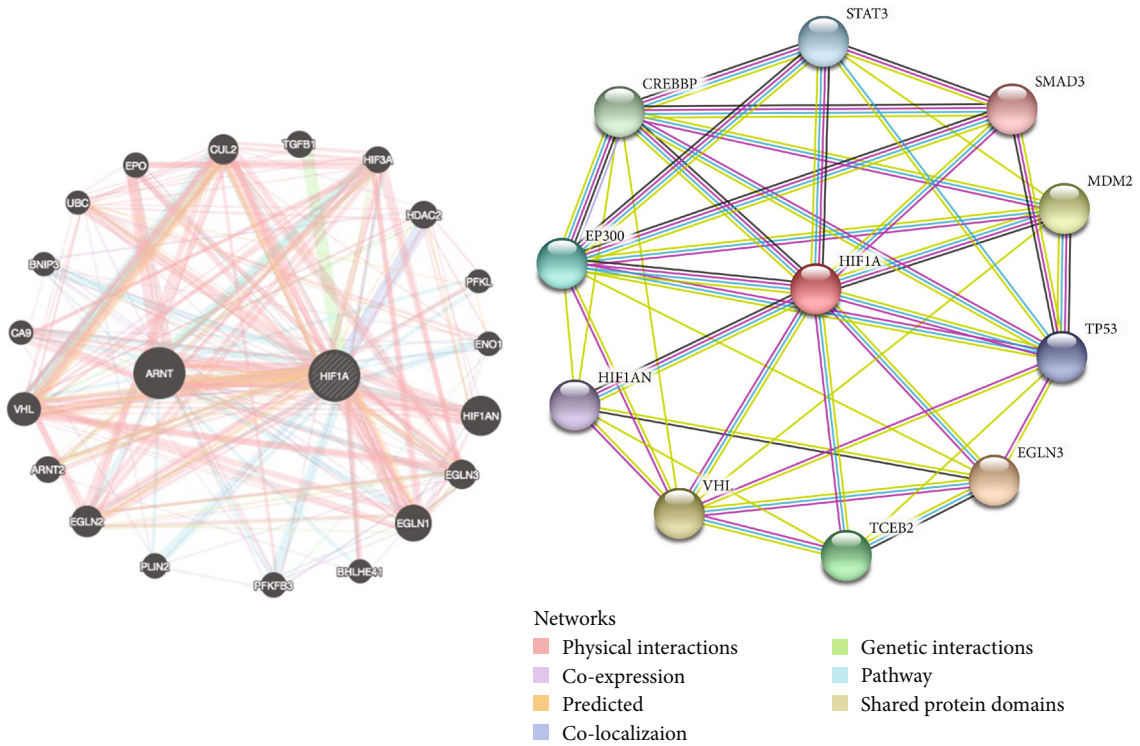 CUL2
TGFB1
HIF3A
EPO
UBC
HDAC2
BNIP3
PFKL
CA9
ENO1
ARNT
HIF1A
VHL
HIF1AN
ARNT2
EGLN3
EGLN2
EGLN1
PLIN2
PFKFB3
BHLHE41
STAT3
CREBBP
SMAD3
MDM2
EP300
HIF1A
TP53
HIF1AN
EGLN3
VHL
TCEB2
Networks
Physical interactions
Co-expression
Predicted
Co-localizaion
Genetic interactions
Pathway
Shared protein domains